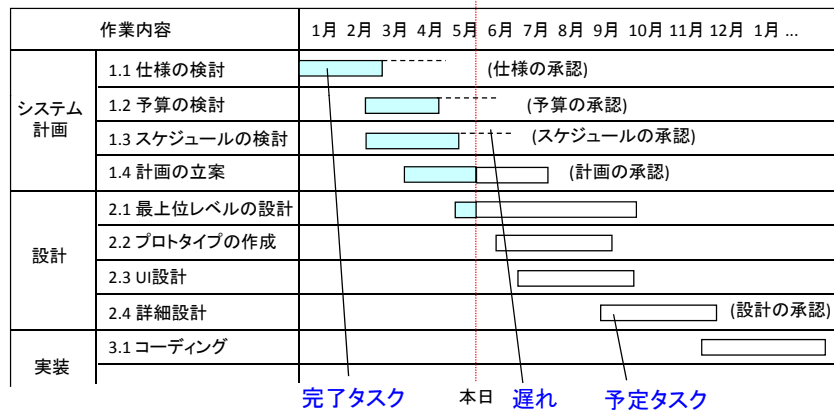 作業内容 1月 2月 3月 4月 5月 6月 7月 8月 9月 10月 11月 12月 1月 ...
システム計画
1.1 仕様の検討 (仕様の承認)
1.2 予算の検討 (予算の承認)
1.3 スケジュールの検討 (スケジュールの承認)
1.4 計画の立案 (計画の承認)
設計
2.1 最上位レベルの設計
2.2 プロトタイプの作成
2.3 UI設計
2.4 詳細設計 (設計の承認)
実装
3.1 コーディング
完了タスク 本日 遅れ 予定タスク